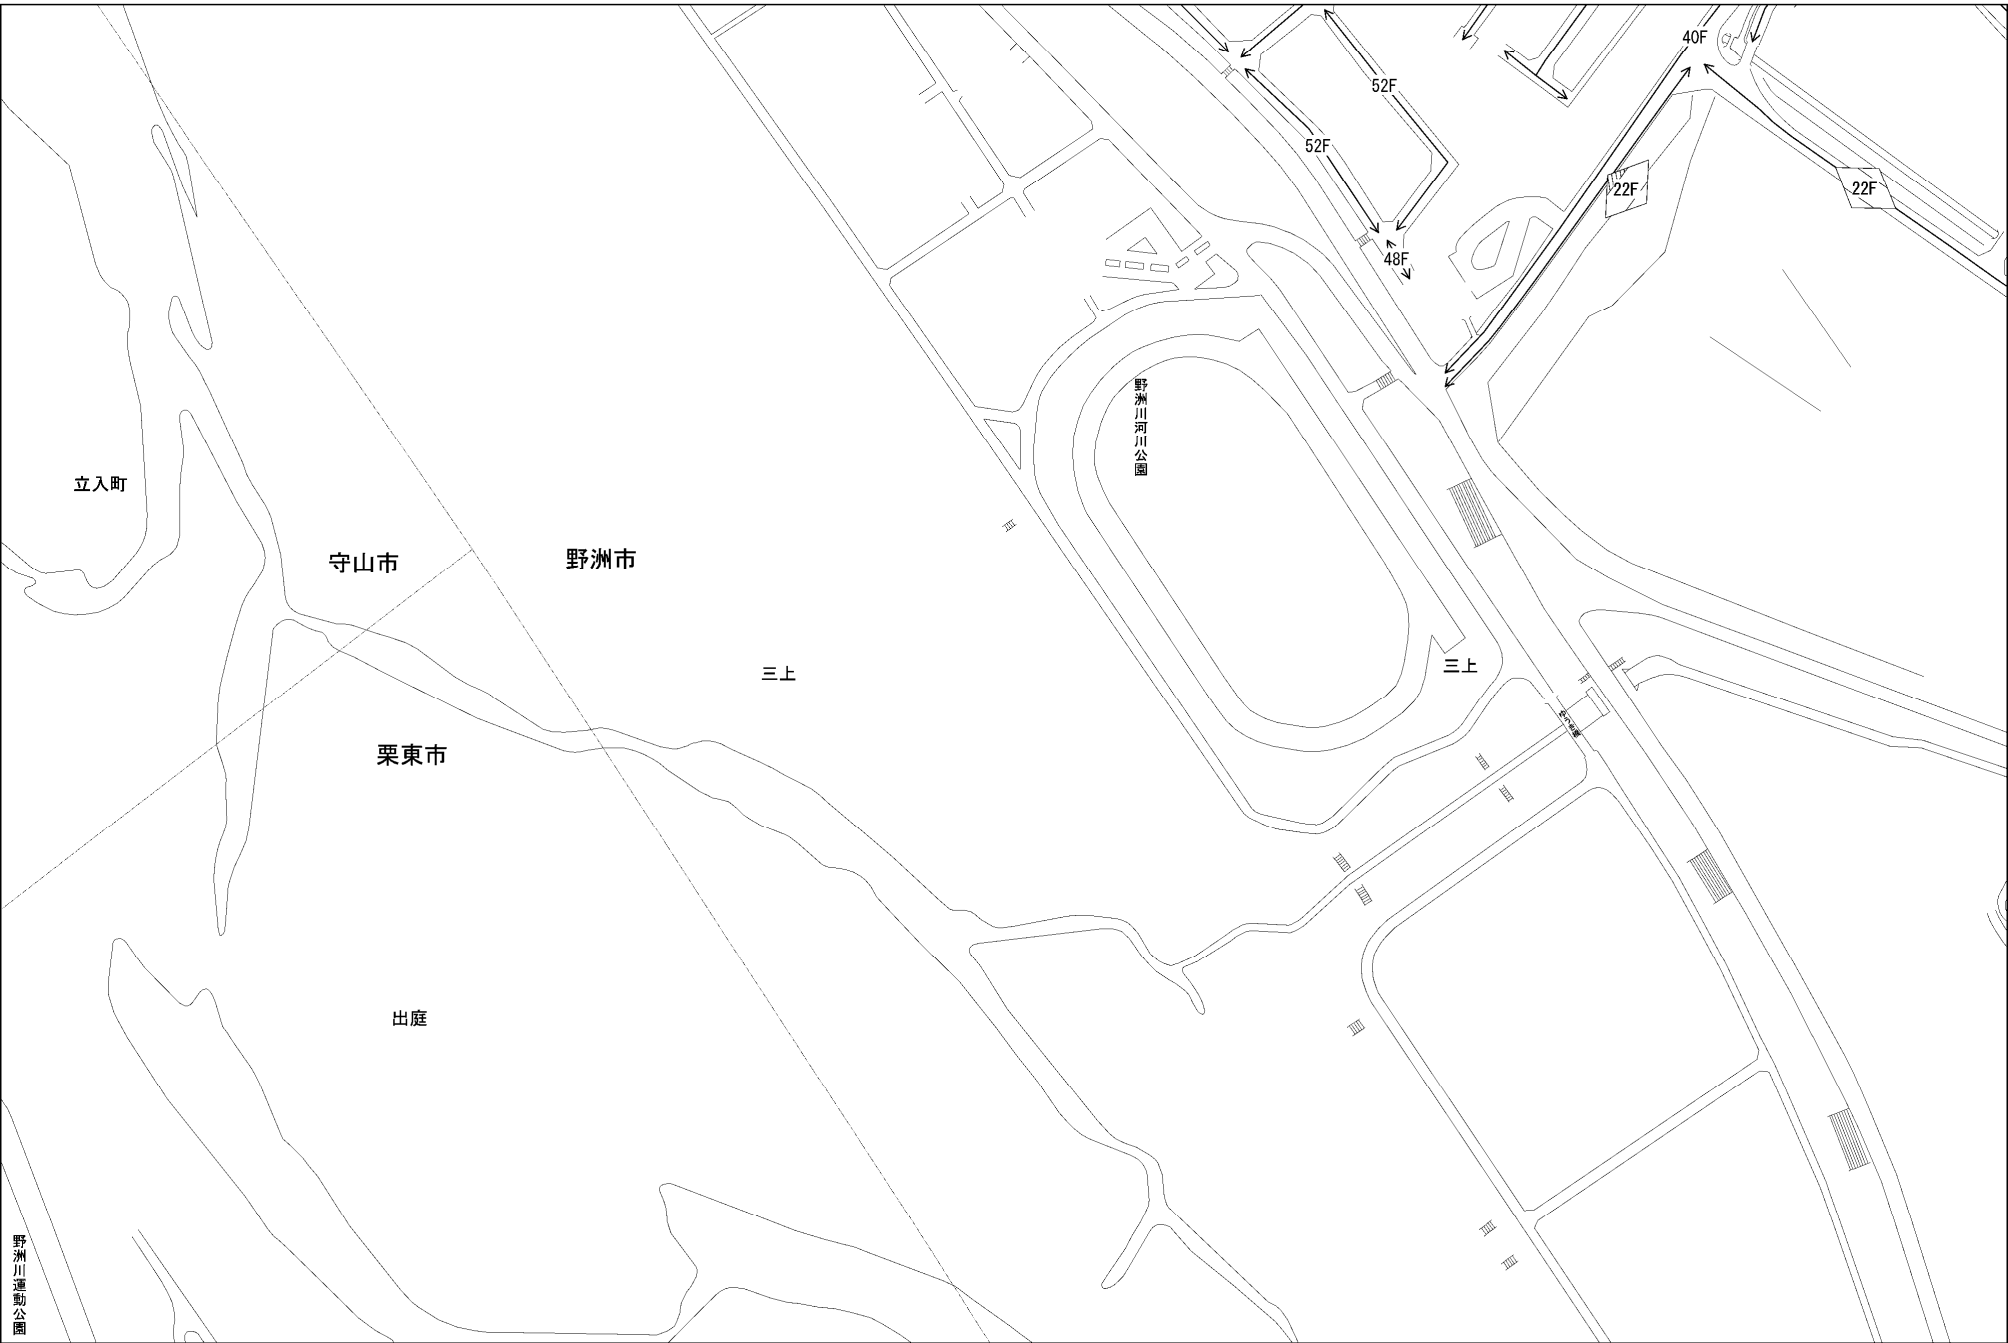 40F
52F
52F
22F
22F
48F
野洲川河川公園
立入町
守山市
野洲市
三上
三上
栗東市
出庭
野洲川運動公園